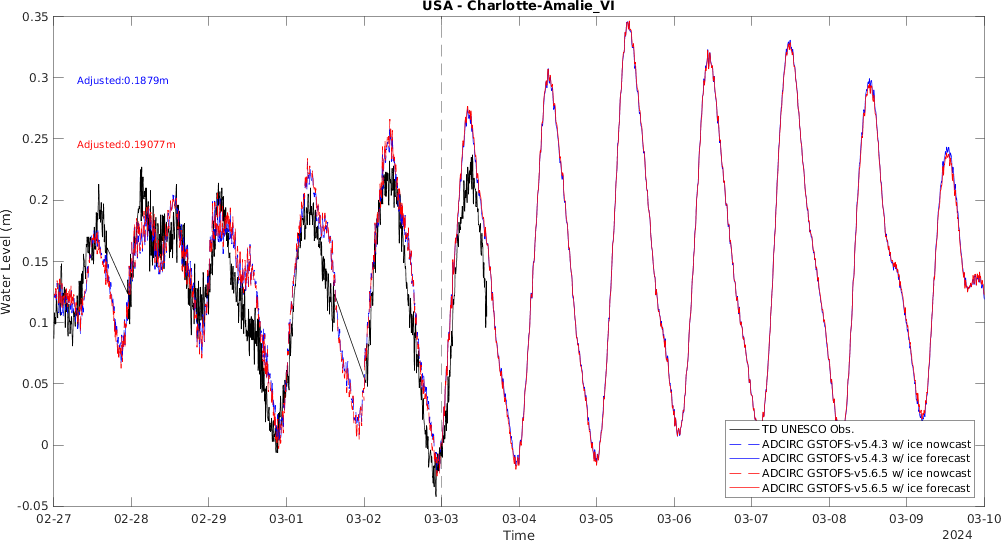 USA - Charlotte-Amalie_VI
Water Level (m)
0.35
0.3
0.25
0.2
0.15
0.1
0.05
0
-0.05
Adjusted:0.1879m
Adjusted:0.19077m
TD UNESCO Obs.
ADCIRC GSTOFS-v5.4.3 w/ ice nowcast
ADCIRC GSTOFS-v5.4.3 w/ ice forecast
ADCIRC GSTOFS-v5.6.5 w/ ice nowcast
ADCIRC GSTOFS-v5.6.5 w/ ice forecast
02-27 02-28 02-29 03-01 03-02 03-03 03-04 03-05 03-06 03-07 03-08 03-09 03-10
Time
2024